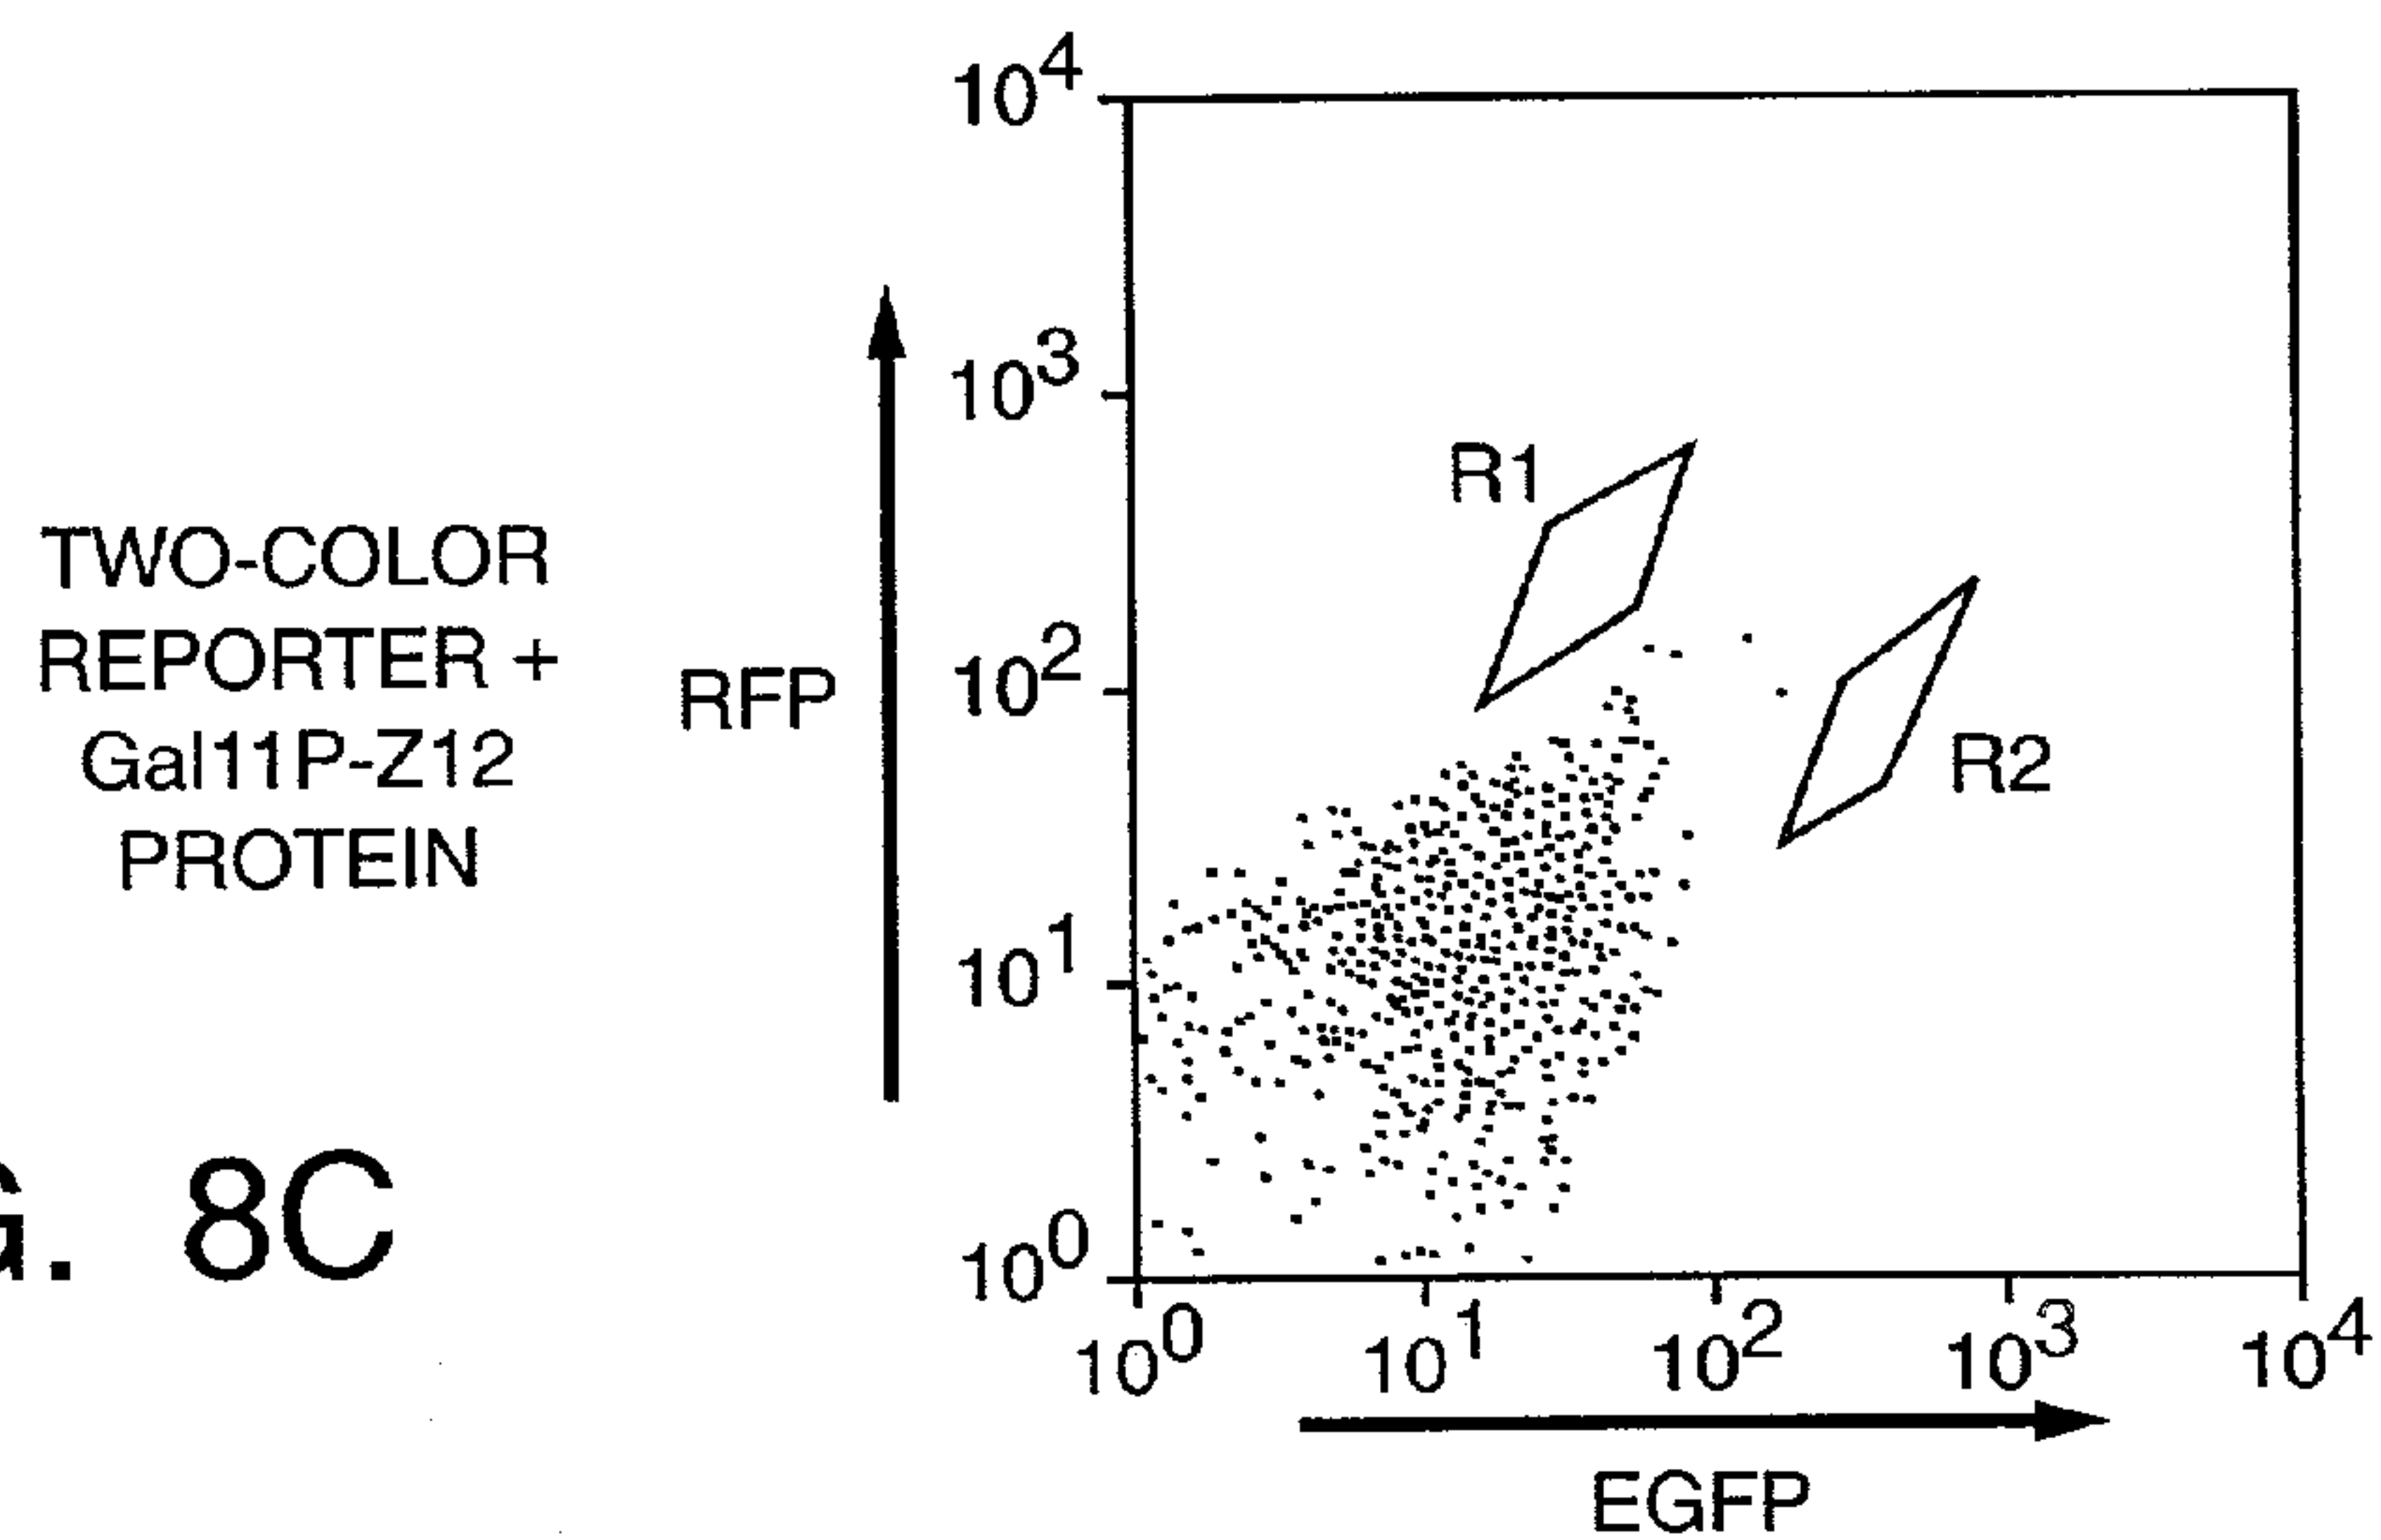 TWO-COLOR
REPORTER +
Gal11P-Z12
PROTEIN
G. 8C
RFP
10^4
10^3
10^2
10^1
10^0
R1
R2
10^0 10^1 10^2 10^3 10^4
EGFP